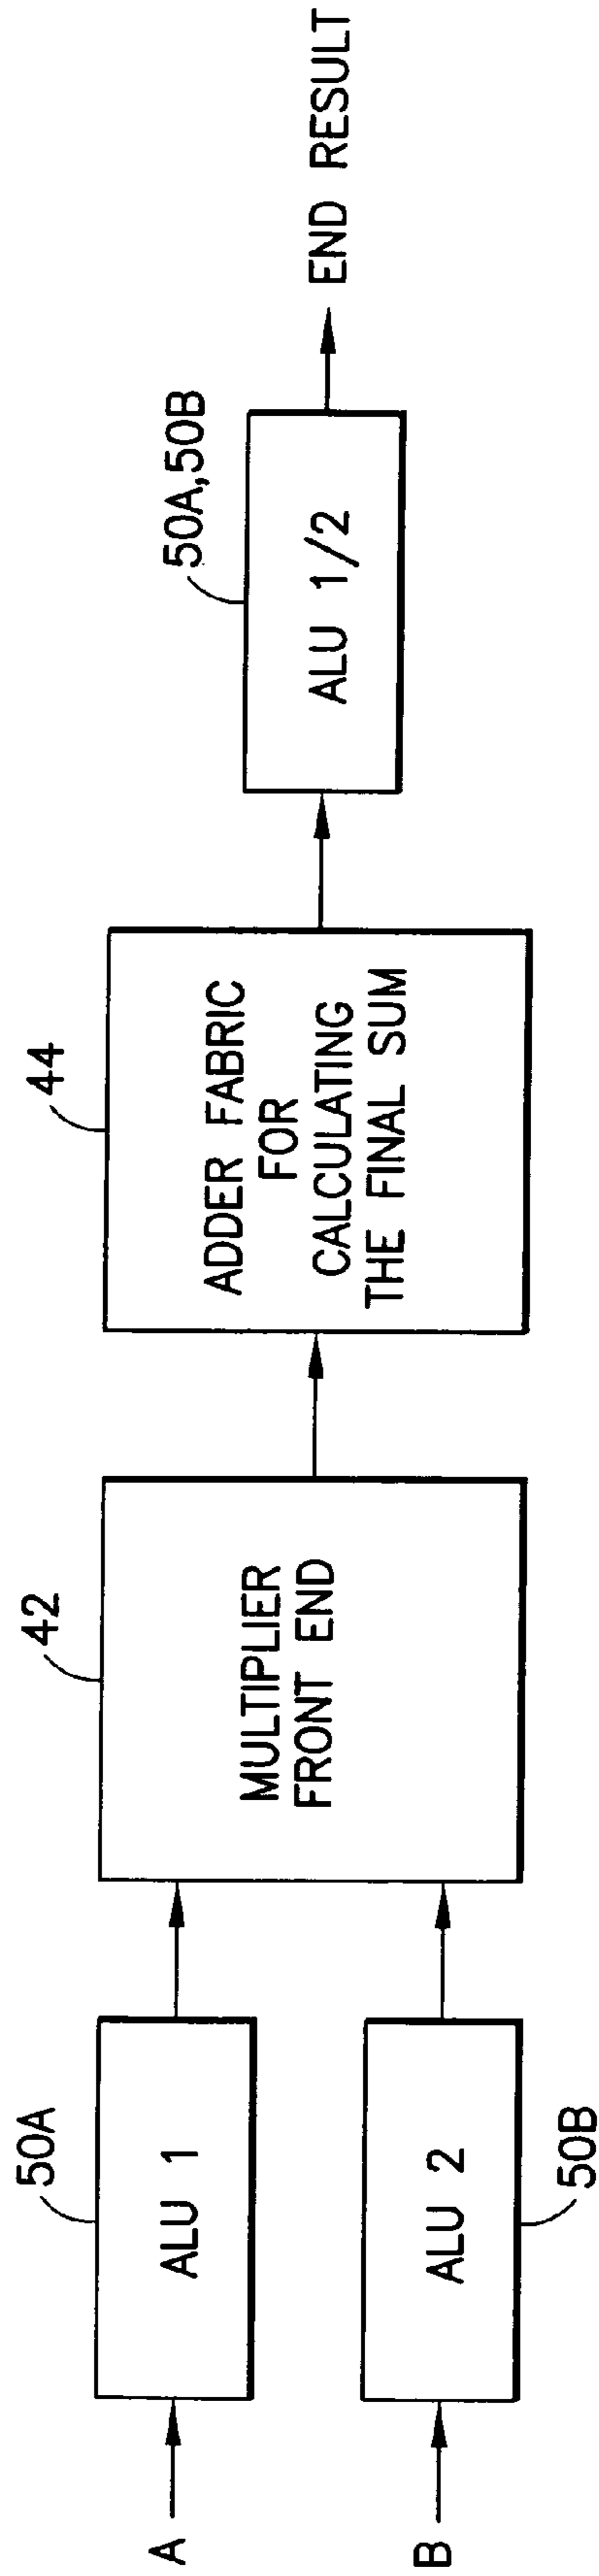 A
B
50A
ALU 1
ALU 2
50B
42
MULTIPLIER
FRONT END
44
ADDER FABRIC
FOR
CALCULATING
THE FINAL SUM
50A,50B
ALU 1/2
END RESULT